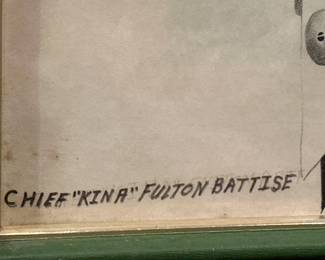 CHIEF "KINA" FULTON BATTISE